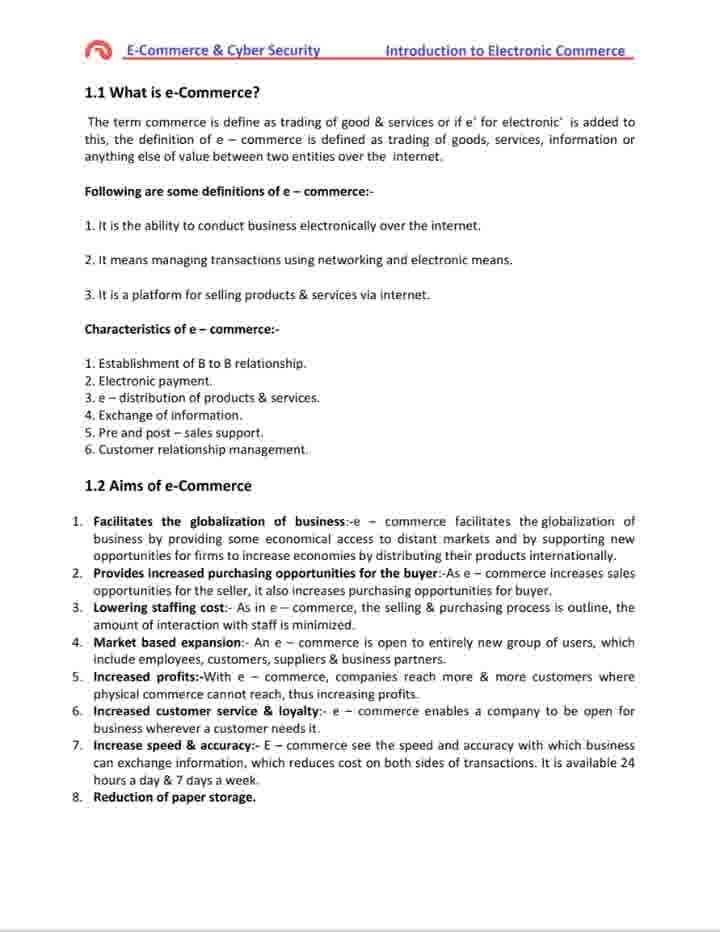 E-Commerce & Cyber Security Introduction to Electronic Commerce
1.1 What is e-Commerce?
The term commerce is define as trading of good & services or if e' for electronic' is added to
this, the definition of e – commerce is defined as trading of goods, services, information or
anything else of value between two entities over the internet.
Following are some definitions of e – commerce:-
1. It is the ability to conduct business electronically over the internet.
2. It means managing transactions using networking and electronic means.
3. It is a platform for selling products & services via internet.
Characteristics of e – commerce:-
1. Establishment of B to B relationship.
2. Electronic payment.
3. e – distribution of products & services.
4. Exchange of information.
5. Pre and post – sales support.
6. Customer relationship management.
1.2 Aims of e-Commerce
1. Facilitates the globalization of business:-e – commerce facilitates the globalization of
business by providing some economical access to distant markets and by supporting new
opportunities for firms to increase economies by distributing their products internationally.
2. Provides increased purchasing opportunities for the buyer:-As e – commerce increases sales
opportunities for the seller, it also increases purchasing opportunities for buyer.
3. Lowering staffing cost:- As in e – commerce, the selling & purchasing process is outline, the
amount of interaction with staff is minimized.
4. Market based expansion:- An e – commerce is open to entirely new group of users, which
include employees, customers, suppliers & business partners.
5. Increased profits:-With e – commerce, companies reach more & more customers where
physical commerce cannot reach, thus increasing profits.
6. Increased customer service & loyalty:- e – commerce enables a company to be open for
business wherever a customer needs it.
7. Increase speed & accuracy:- E – commerce see the speed and accuracy with which business
can exchange information, which reduces cost on both sides of transactions. It is available 24
hours a day & 7 days a week.
8. Reduction of paper storage.